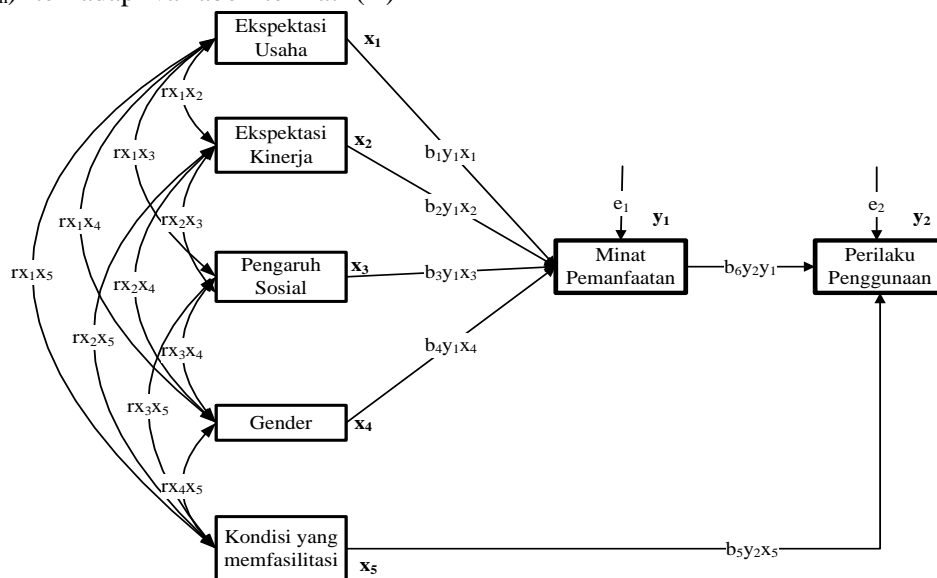 Ekspektasi
Usaha
x₁
rx₁x₂
Ekspektasi
Kinerja
x₂
rx₁x₃
b₁y₁x₁
rx₁x₄
rx₂x₃
b₂y₁x₂
e₁
y₁
e₂
y₂
rx₁x₅
Pengaruh
Sosial
x₃
b₃y₁x₃
Minat
Pemanfaatan
b₆y₂y₁
Perilaku
Penggunaan
rx₂x₄
rx₂x₅
rx₃x₄
b₄y₁x₄
rx₃x₅
Gender
x₄
rx₄x₅
Kondisi yang
memfasilitasi
x₅
b₅y₂x₅